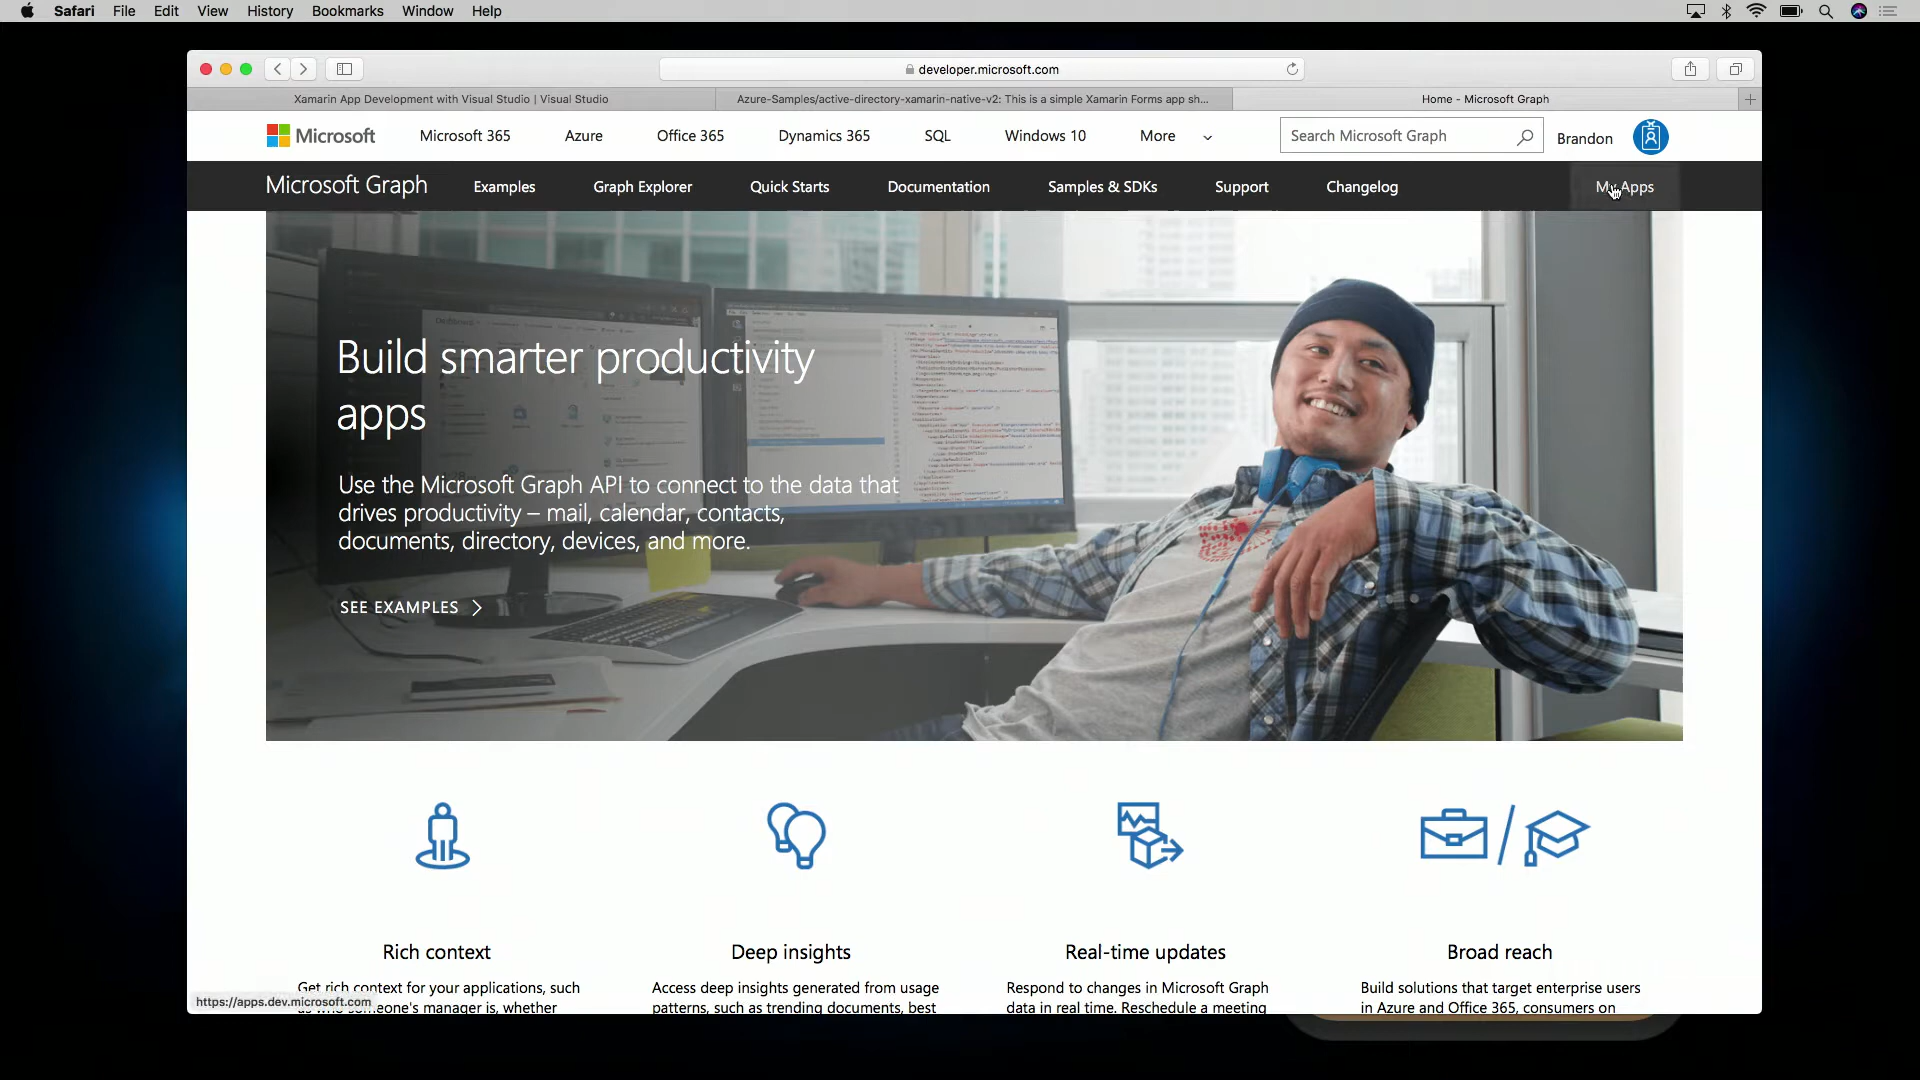 Safari File Edit View History Bookmarks Window Help
developer.microsoft.com
Xamarin App Development with Visual Studio | Visual Studio
Azure-Samples/active-directory-xamarin-native-v2: This is a simple Xamarin Forms app sh...
Home - Microsoft Graph
Microsoft Microsoft 365 Azure Office 365 Dynamics 365 SQL Windows 10 More Search Microsoft Graph Brandon
Microsoft Graph Examples Graph Explorer Quick Starts Documentation Samples & SDKs Support Changelog My Apps
Build smarter productivity
apps
Use the Microsoft Graph API to connect to the data that
drives productivity – mail, calendar, contacts,
documents, directory, devices, and more.
SEE EXAMPLES
Rich context
Get rich context for your applications, such
as who someone's manager is, whether
Deep insights
Access deep insights generated from usage
patterns, such as trending documents, best
Real-time updates
Respond to changes in Microsoft Graph
data in real time. Reschedule a meeting
Broad reach
Build solutions that target enterprise users
in Azure and Office 365, consumers on
https://apps.dev.microsoft.com